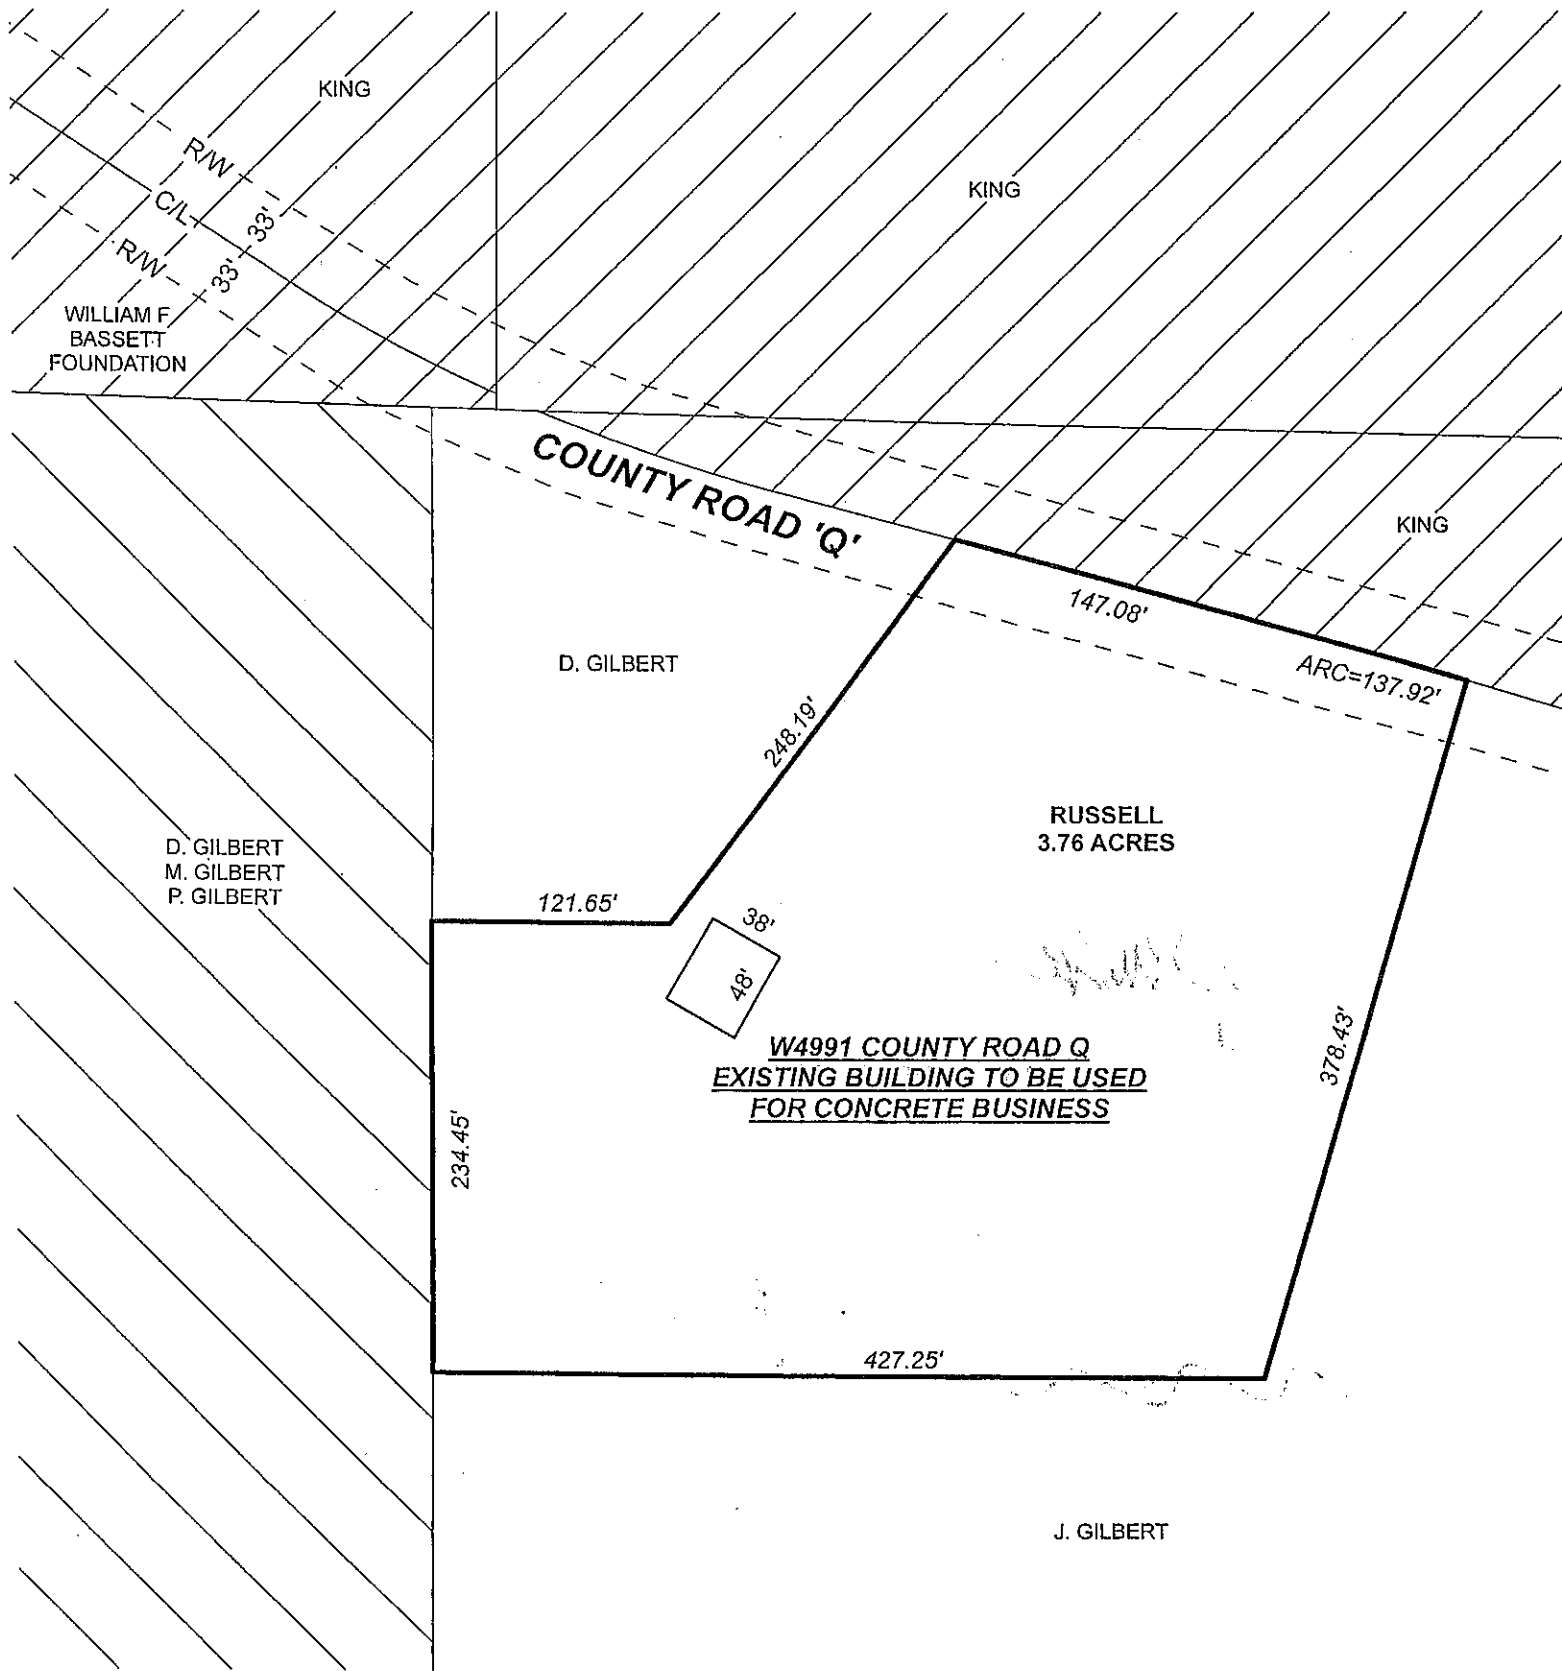 KING
R/W
C/L
R/W
33'
33'
KING
WILLIAM F
BASSETT
FOUNDATION
COUNTY ROAD 'Q'
KING
147.08'
ARC=137.92'
D. GILBERT
248.19'
RUSSELL
3.76 ACRES
D. GILBERT
M. GILBERT
P. GILBERT
121.65'
38'
48'
W4991 COUNTY ROAD Q
EXISTING BUILDING TO BE USED
FOR CONCRETE BUSINESS
378.43'
234.45'
427.25'
J. GILBERT